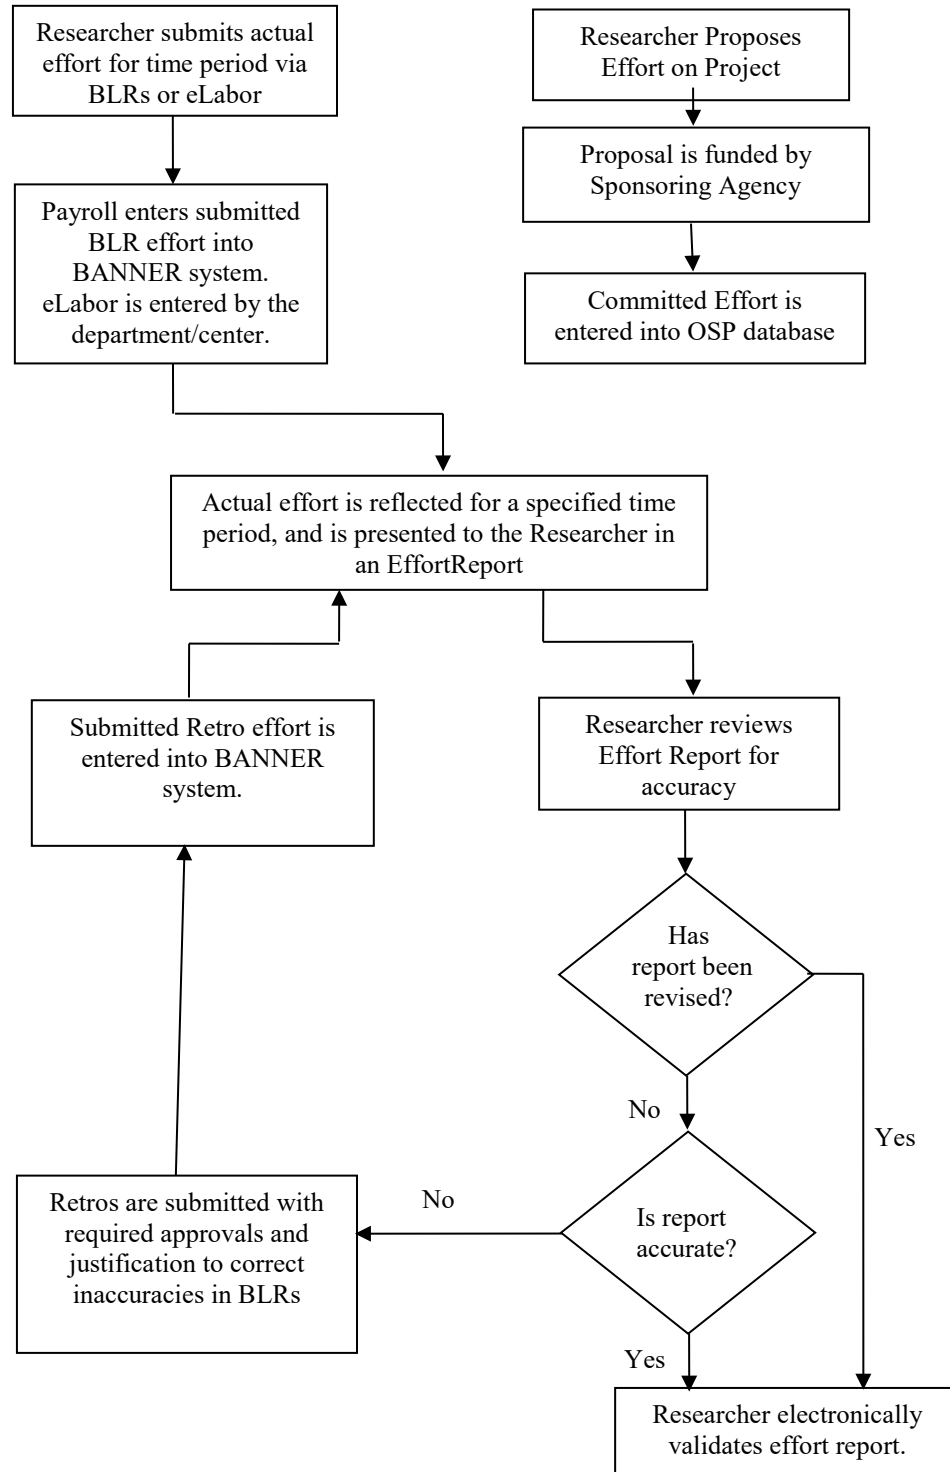 Researcher submits actual
effort for time period via
BLRs or eLabor
Researcher Proposes
Effort on Project
Proposal is funded by
Sponsoring Agency
Payroll enters submitted
BLR effort into
BANNER system.
eLabor is entered by the
department/center.
Committed Effort is
entered into OSP database
Actual effort is reflected for a specified time
period, and is presented to the Researcher in
an EffortReport
Submitted Retro effort is
entered into BANNER
system.
Researcher reviews
Effort Report for
accuracy
Has
report been
revised?
No
Yes
Retros are submitted with
required approvals and
justification to correct
inaccuracies in BLRs
No
Is report
accurate?
Yes
Researcher electronically
validates effort report.